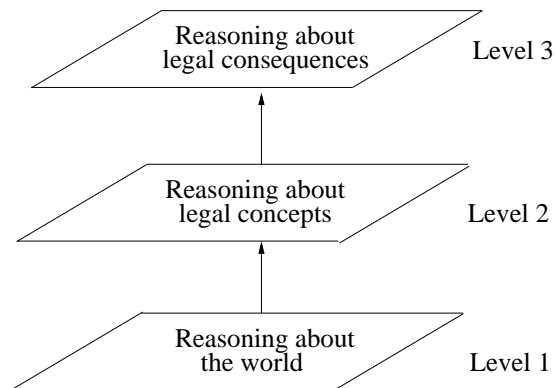 Reasoning about
legal consequences
Level 3
Reasoning about
legal concepts
Level 2
Reasoning about
the world
Level 1